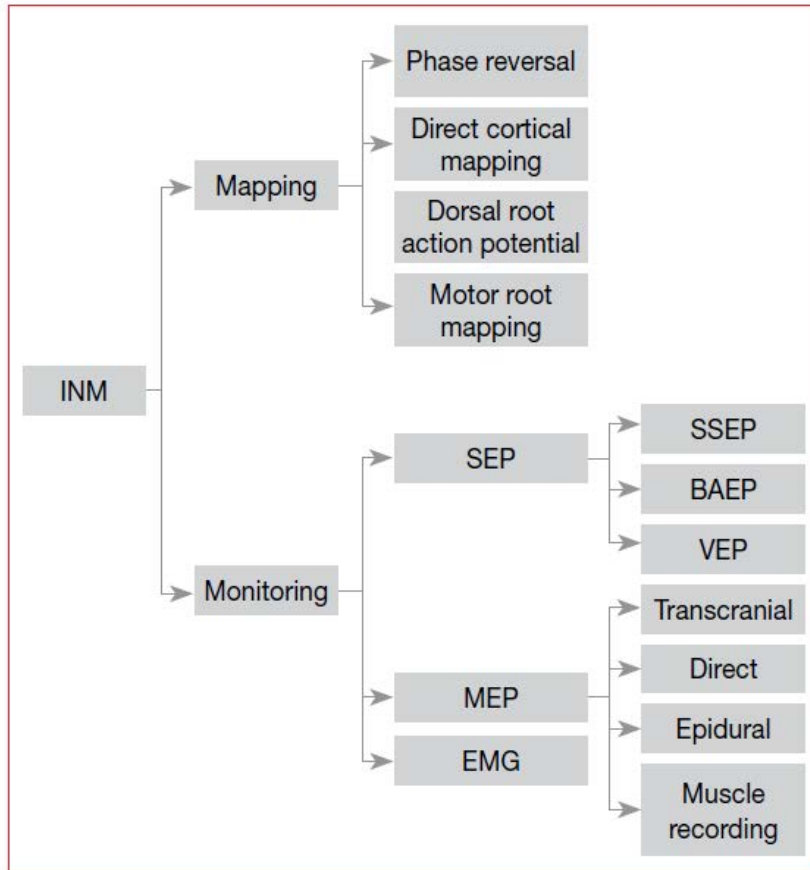 Phase reversal
Direct cortical
mapping
Mapping
Dorsal root
action potential
Motor root
mapping
INM
SSEP
SEP
BAEP
VEP
Monitoring
Transcranial
Direct
MEP
Epidural
EMG
Muscle
recording